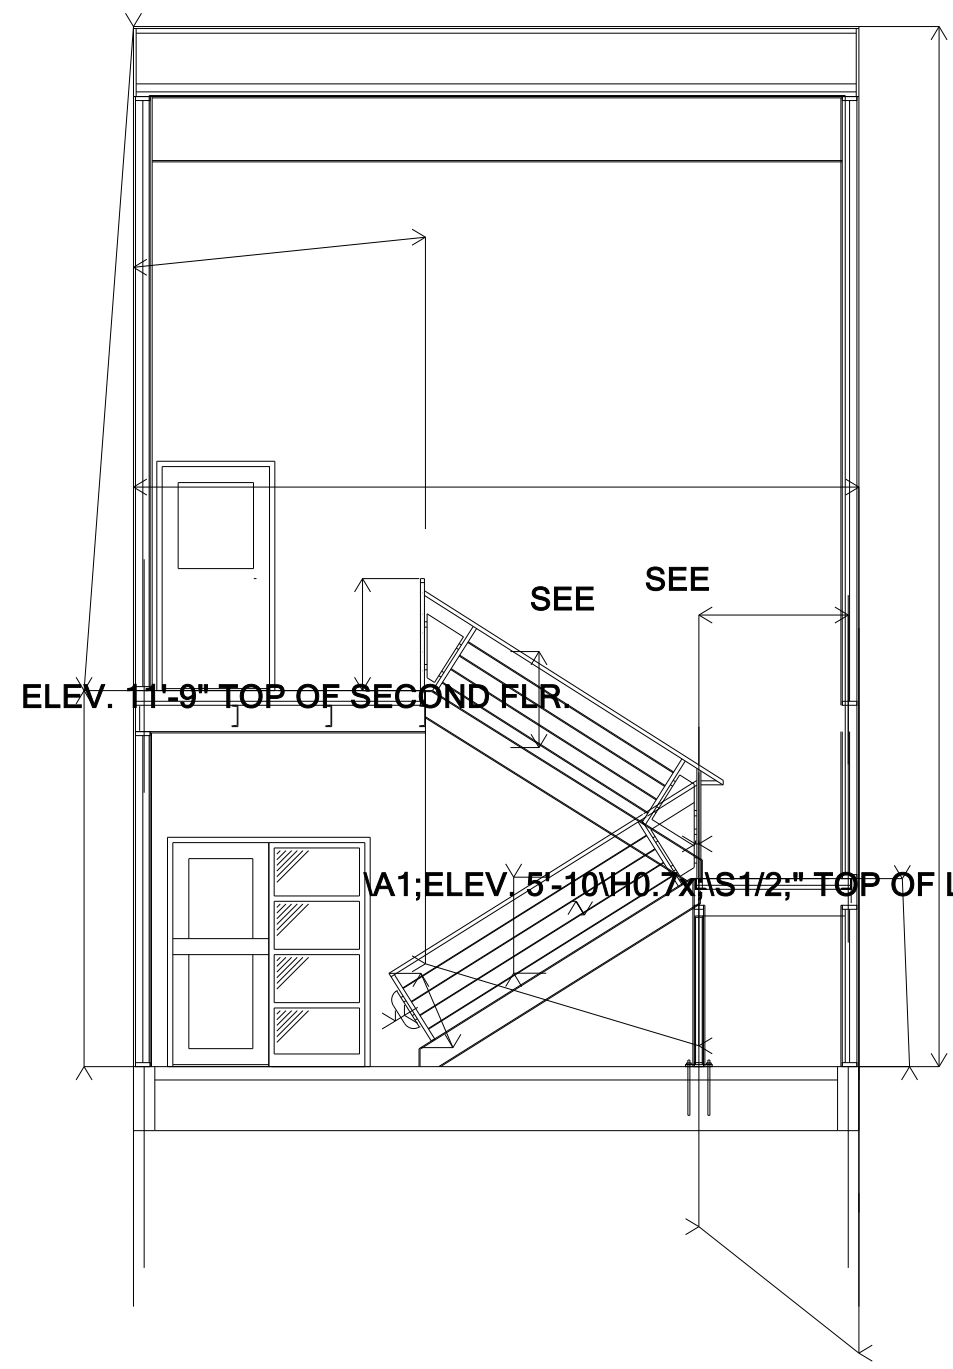 SEE
SEE
ELEV. 11'-9" TOP OF SECOND FLR.
\A1;ELEV. 5'-10\H0.7x;\S1/2;" TOP OF L